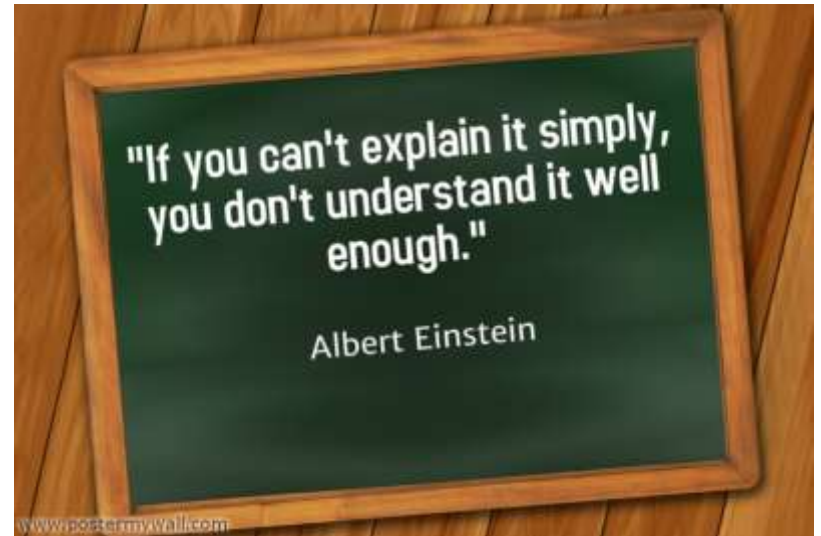 "If you can't explain it simply,
you don't understand it well
enough."
Albert Einstein
www.postermywall.com